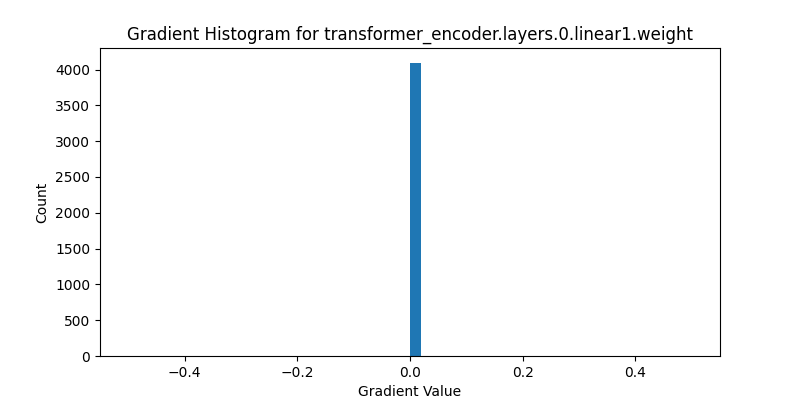 Gradient Histogram for transformer_encoder.layers.0.linear1.weight
4000
3500
3000
2500
2000
1500
1000
500
0
Count
−0.4 −0.2 0.0 0.2 0.4
Gradient Value